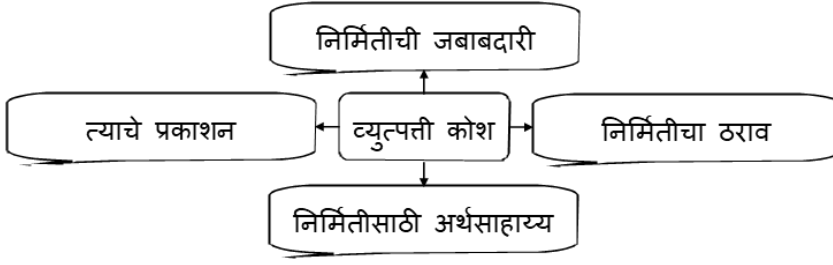 निर्मितीची जबाबदारी
त्याचे प्रकाशन
व्युत्पत्ती कोश
निर्मितीचा ठराव
निर्मितीसाठी अर्थसाहाय्य